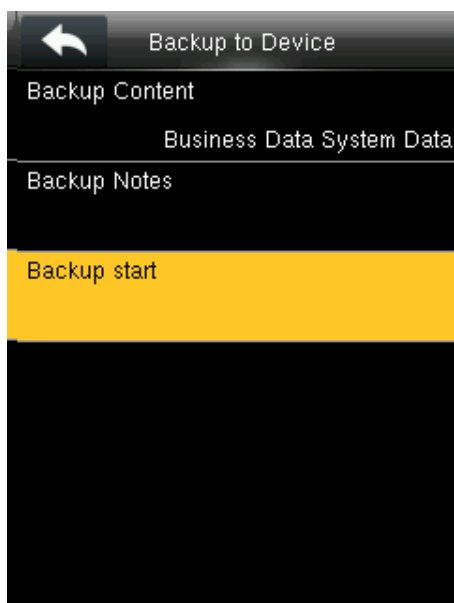 Backup to Device
Backup Content
Business Data System Data
Backup Notes
Backup start